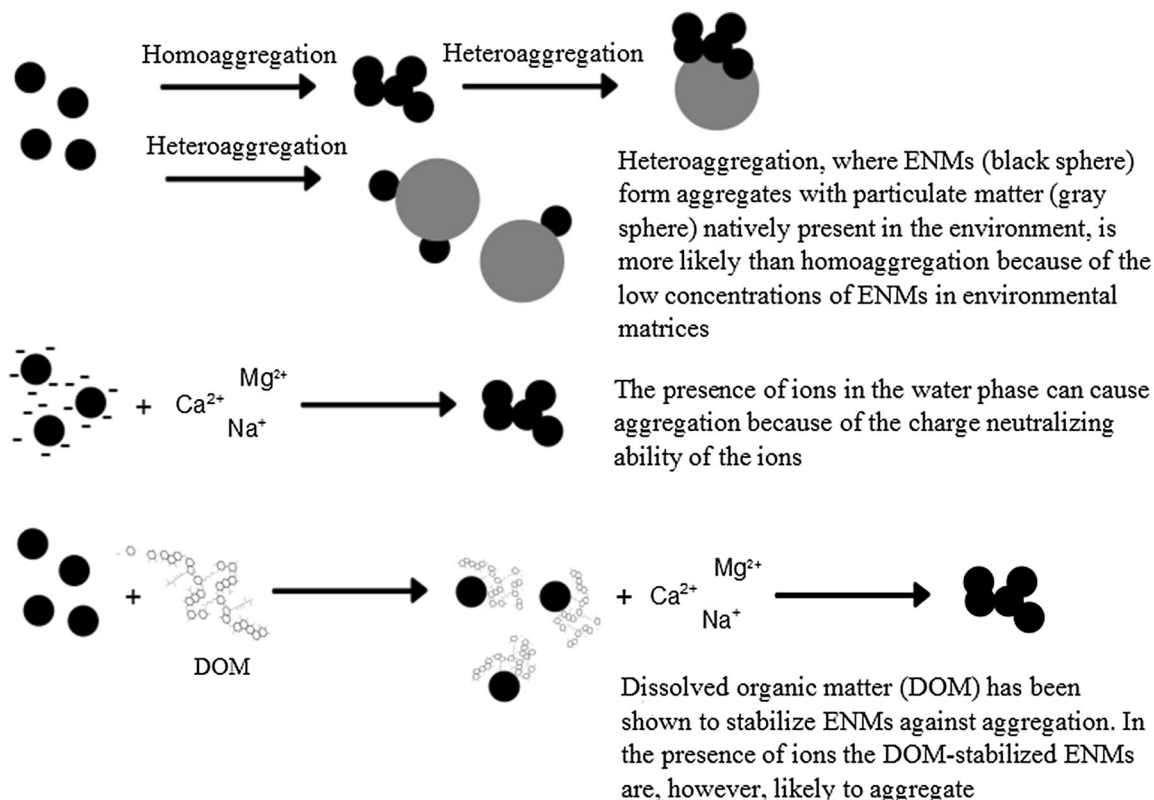 Homoaggregation
Heteroaggregation
Heteroaggregation
Heteroaggregation, where ENMs (black sphere)
form aggregates with particulate matter (gray
sphere) natively present in the environment, is
more likely than homoaggregation because of the
low concentrations of ENMs in environmental
matrices
+ Ca²⁺ Mg²⁺
Na⁺
The presence of ions in the water phase can cause
aggregation because of the charge neutralizing
ability of the ions
+
DOM
+ Ca²⁺ Mg²⁺
Na⁺
Dissolved organic matter (DOM) has been
shown to stabilize ENMs against aggregation. In
the presence of ions the DOM-stabilized ENMs
are, however, likely to aggregate